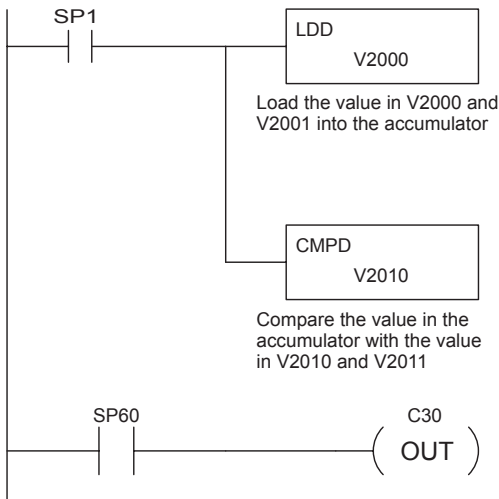 SP1
LDD
V2000
Load the value in V2000 and
V2001 into the accumulator
CMPD
V2010
Compare the value in the
accumulator with the value
in V2010 and V2011
SP60
C30
OUT